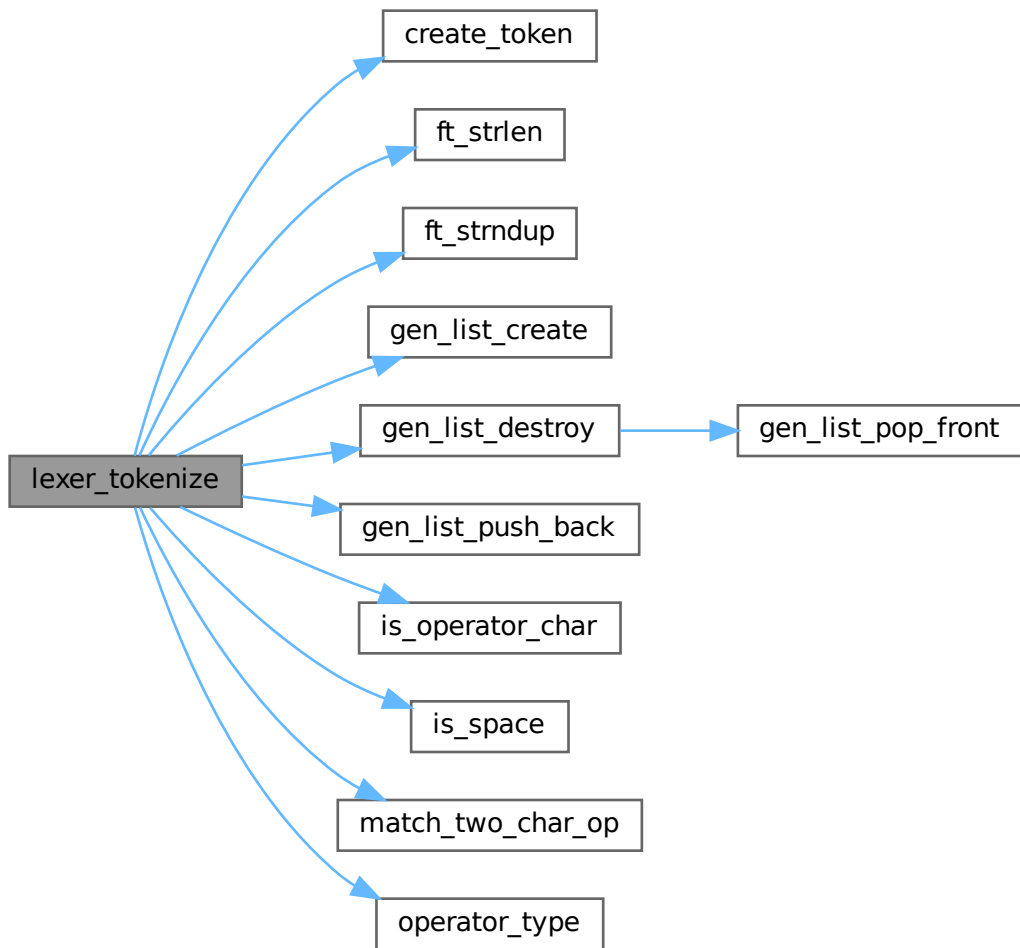 create_token
ft_strlen
ft_strndup
gen_list_create
gen_list_destroy
gen_list_pop_front
lexer_tokenize
gen_list_push_back
is_operator_char
is_space
match_two_char_op
operator_type